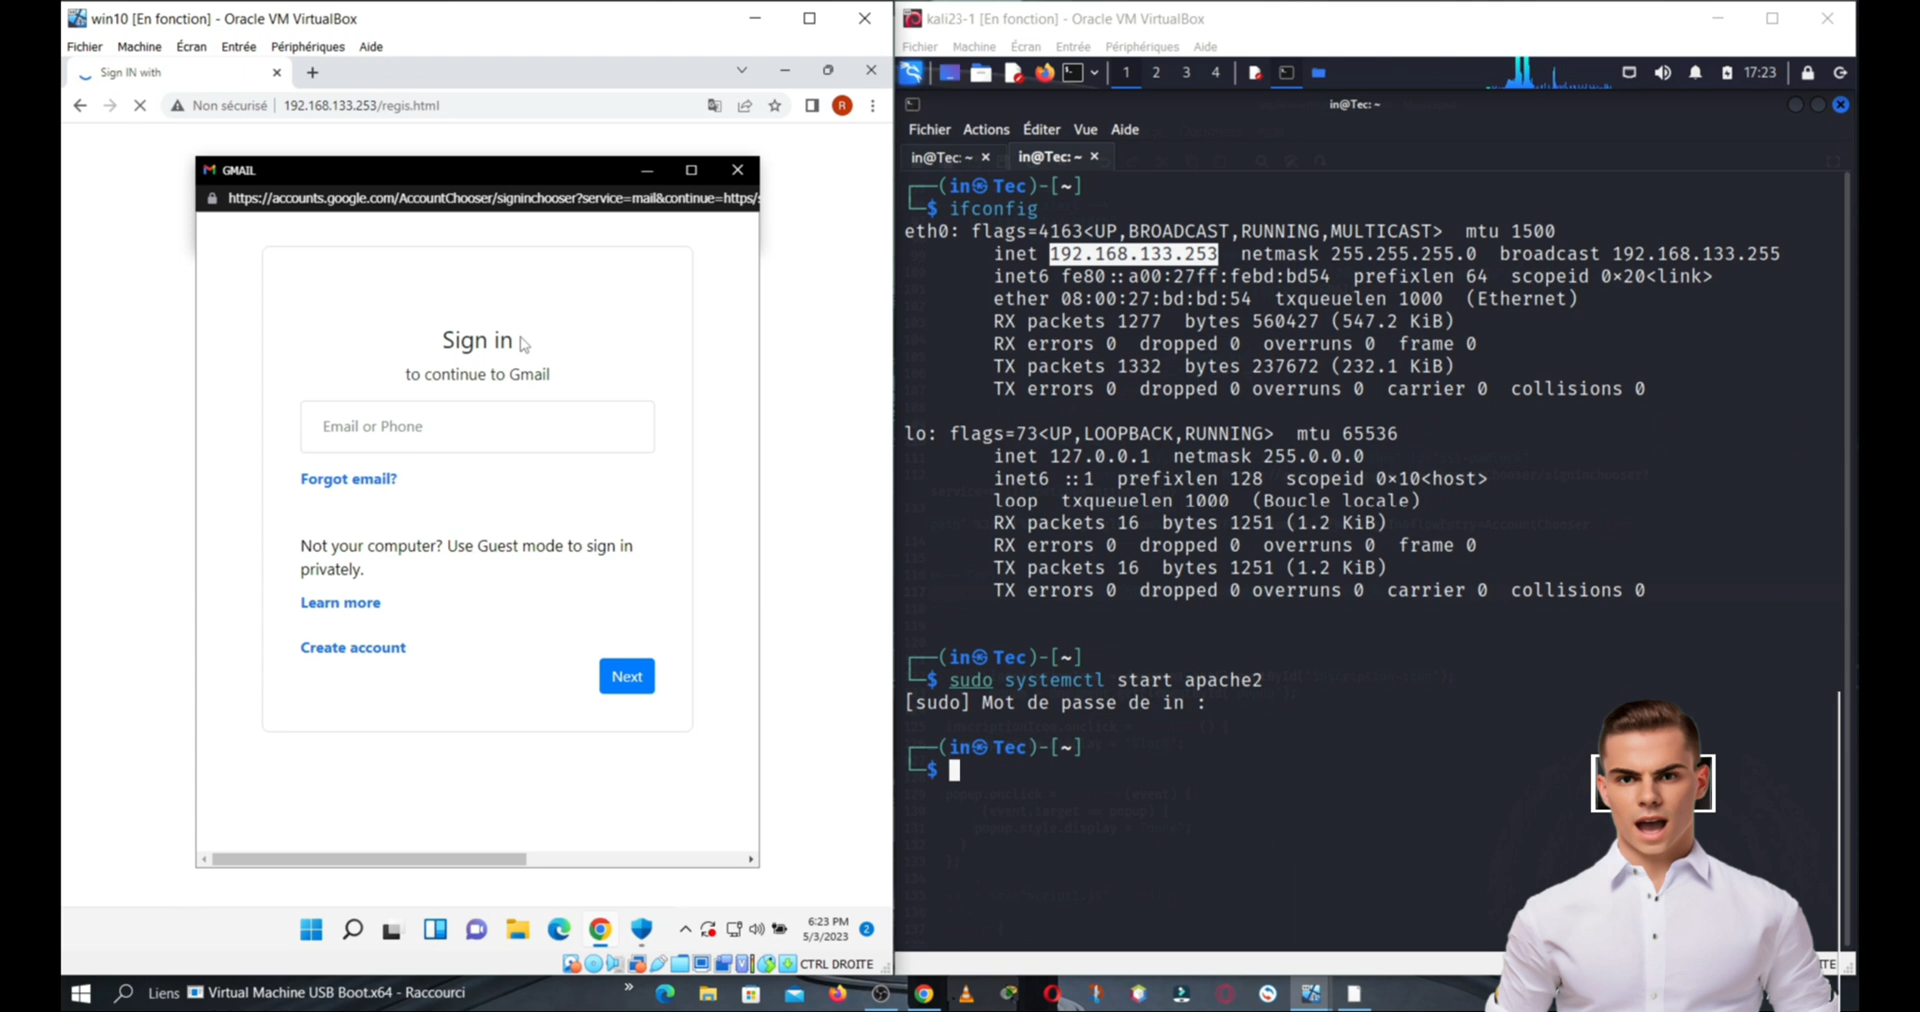 win10 [En fonction] - Oracle VM VirtualBox
Fichier Machine Écran Entrée Périphériques Aide
Sign IN with
Non sécurisé 192.168.133.253/regis.html
R
GMAIL
https://accounts.google.com/AccountChooser/signinchooser?service=mail&continue=https/
Sign in
to continue to Gmail
Email or Phone
Forgot email?
Not your computer? Use Guest mode to sign in
privately.
Learn more
Create account
Next
6:23 PM
5/3/2023
2
CTRL DROITE
kali23-1 [En fonction] - Oracle VM VirtualBox
Fichier Machine Écran Entrée Périphériques Aide
1 2 3 4 17:23
in@Tec: ~
Fichier Actions Éditer Vue Aide
in@Tec: ~ in@Tec: ~
┌──(in㉿Tec)-[~]
└─$ ifconfig
eth0: flags=4163<UP,BROADCAST,RUNNING,MULTICAST> mtu 1500
inet 192.168.133.253 netmask 255.255.255.0 broadcast 192.168.133.255
inet6 fe80::a00:27ff:febd:bd54 prefixlen 64 scopeid 0×20<link>
ether 08:00:27:bd:bd:54 txqueuelen 1000 (Ethernet)
RX packets 1277 bytes 560427 (547.2 KiB)
RX errors 0 dropped 0 overruns 0 frame 0
TX packets 1332 bytes 237672 (232.1 KiB)
TX errors 0 dropped 0 overruns 0 carrier 0 collisions 0
lo: flags=73<UP,LOOPBACK,RUNNING> mtu 65536
inet 127.0.0.1 netmask 255.0.0.0
inet6 ::1 prefixlen 128 scopeid 0×10<host>
loop txqueuelen 1000 (Boucle locale)
RX packets 16 bytes 1251 (1.2 KiB)
RX errors 0 dropped 0 overruns 0 frame 0
TX packets 16 bytes 1251 (1.2 KiB)
TX errors 0 dropped 0 overruns 0 carrier 0 collisions 0
┌──(in㉿Tec)-[~]
└─$ sudo systemctl start apache2
[sudo] Mot de passe de in :
┌──(in㉿Tec)-[~]
└─$
Liens Virtual Machine USB Boot.x64 - Raccourci